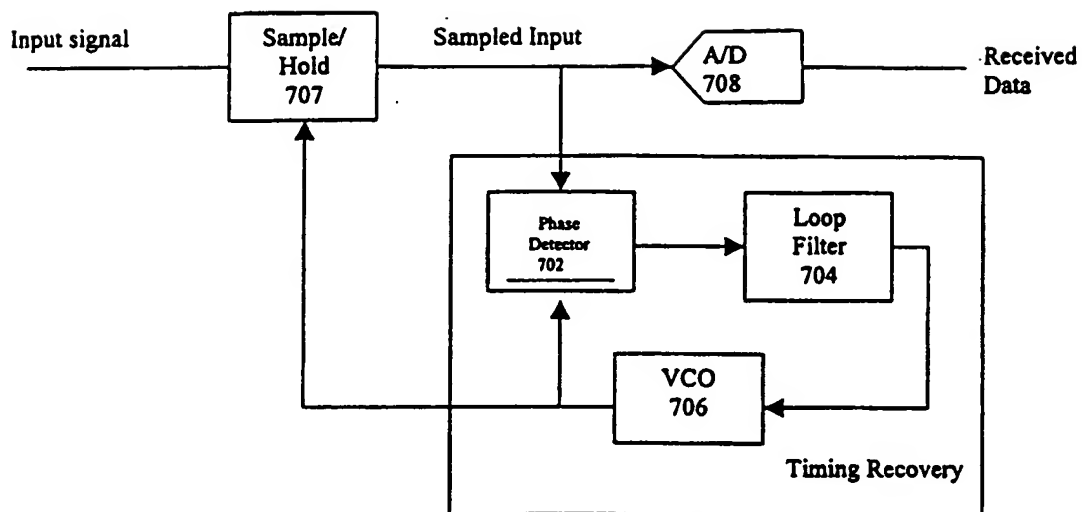 Input signal
Sample/
Hold
707
Sampled Input
A/D
708
Received
Data
Phase
Detector
702
Loop
Filter
704
VCO
706
Timing Recovery